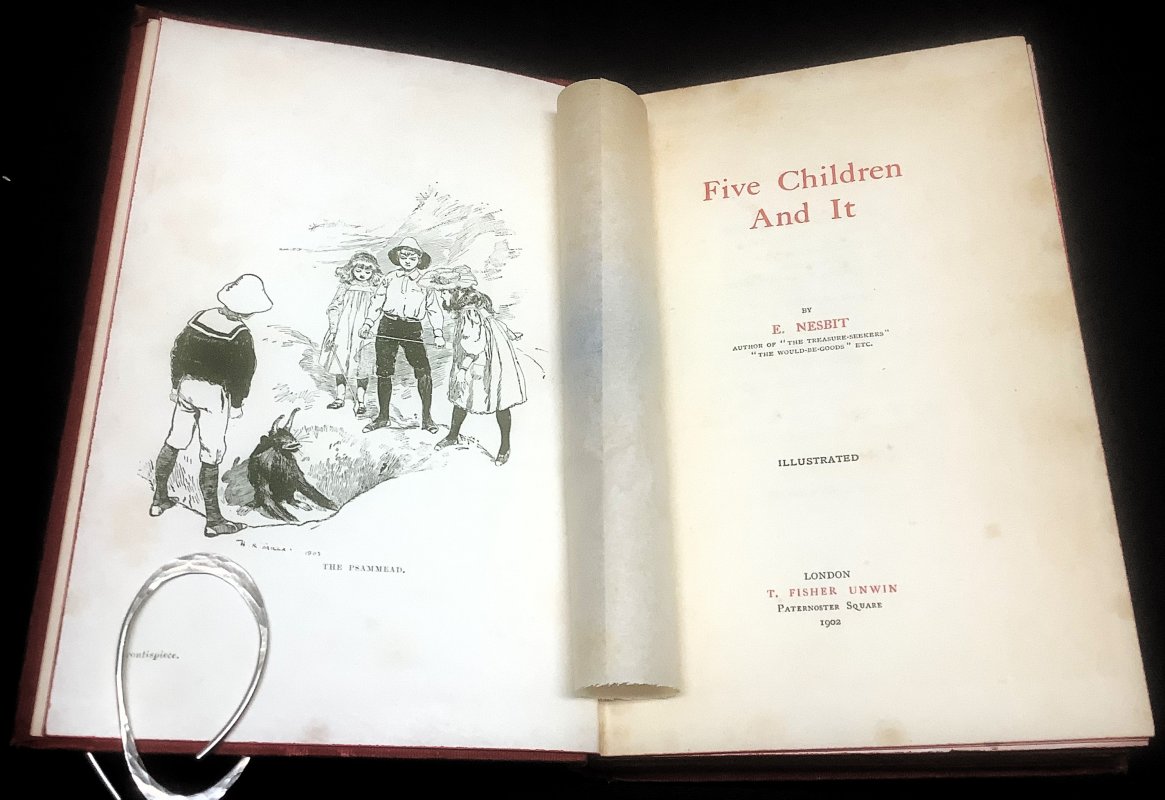 THE PSAMMEAD.
ontispiece.
Five Children
And It
BY
E. NESBIT
AUTHOR OF "THE TREASURE-SEEKERS"
"THE WOULD-BE-GOODS" ETC.
ILLUSTRATED
LONDON
T. FISHER UNWIN
PATERNOSTER SQUARE
1902